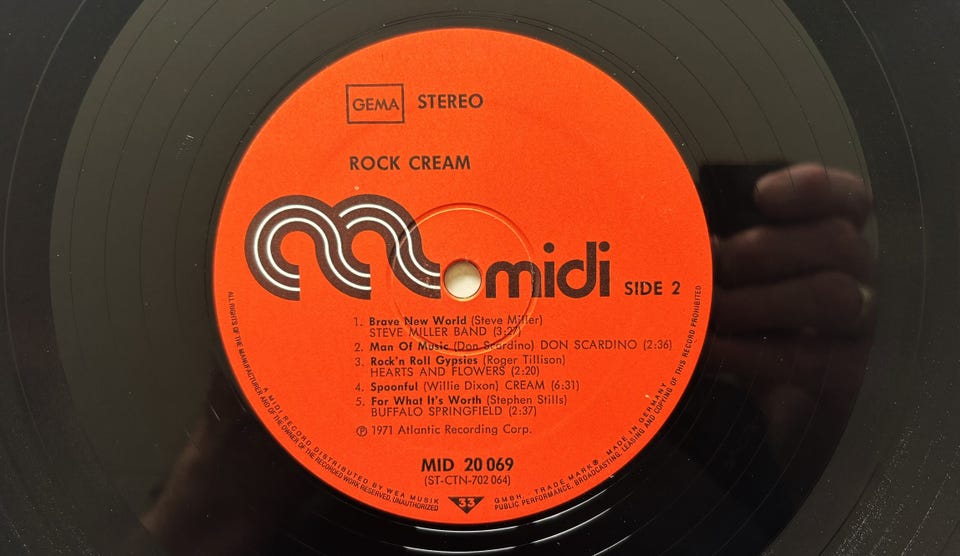 GEMA STEREO
ROCK CREAM
midi SIDE 2
1. Brave New World (Steve Miller)
STEVE MILLER BAND (3:27)
2. Man Of Music (Don Scardino) DON SCARDINO (2:36)
3. Rock'n Roll Gypsies (Roger Tillison)
HEARTS AND FLOWERS (2:20)
4. Spoonful (Willie Dixon) CREAM (6:31)
5. For What It's Worth (Stephen Stills)
BUFFALO SPRINGFIELD (2:37)
℗ 1971 Atlantic Recording Corp.
MID 20 069
(ST-CTN-702 064)
33
A MIDI RECORD DISTRIBUTED BY WEA MUSIK GMBH. · TRADE MARK® MADE IN GERMANY
ALL RIGHTS OF THE MANUFACTURER AND OF THE OWNER OF THE RECORDED WORK RESERVED. UNAUTHORIZED PUBLIC PERFORMANCE, BROADCASTING, LEASING AND COPYING OF THIS RECORD PROHIBITED